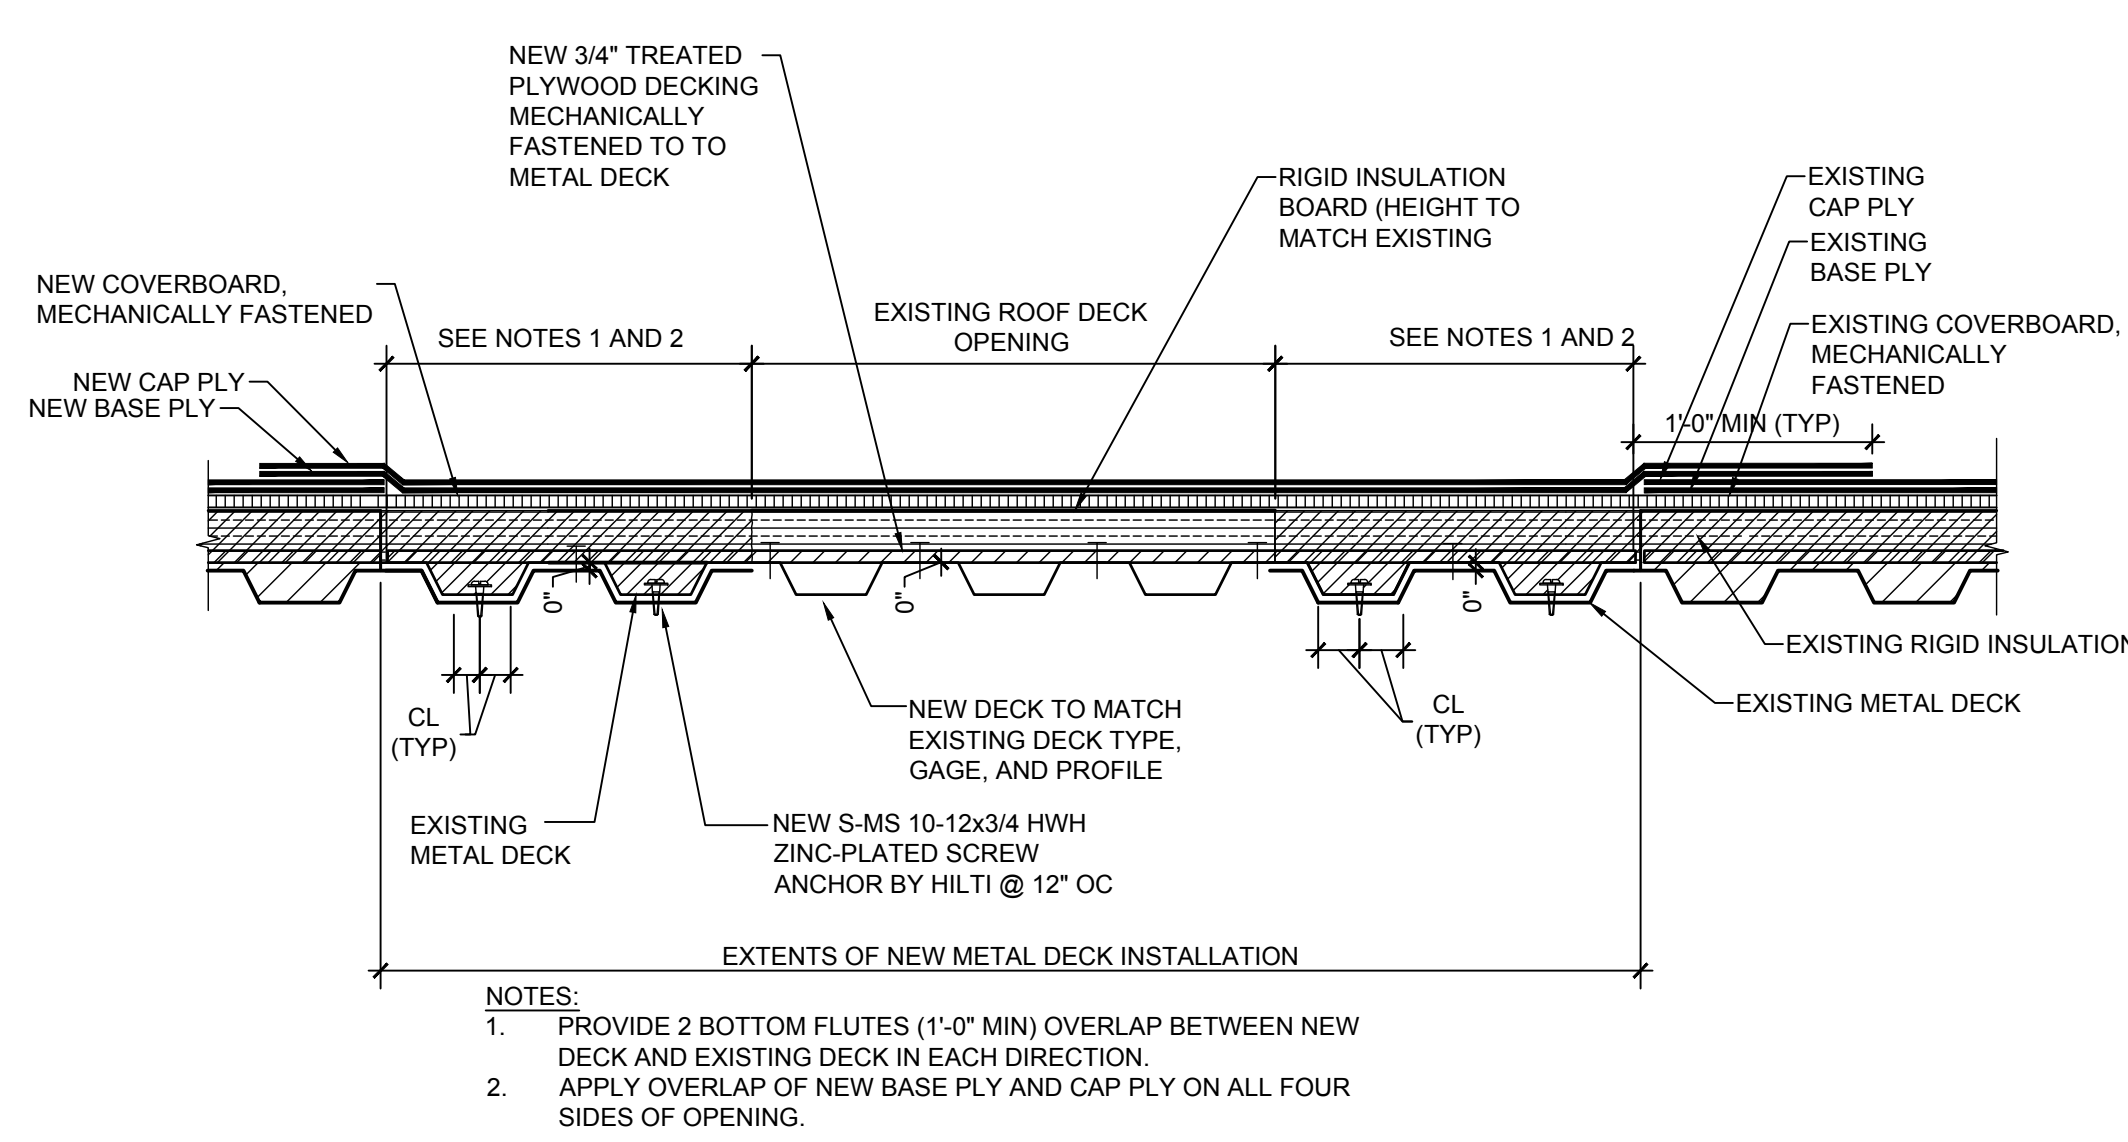 NEW 3/4" TREATED
PLYWOOD DECKING
MECHANICALLY
FASTENED TO TO
METAL DECK
RIGID INSULATION
BOARD (HEIGHT TO
MATCH EXISTING
EXISTING
CAP PLY
EXISTING
BASE PLY
EXISTING COVERBOARD,
MECHANICALLY
FASTENED
NEW COVERBOARD,
MECHANICALLY FASTENED
SEE NOTES 1 AND 2
EXISTING ROOF DECK
OPENING
SEE NOTES 1 AND 2
NEW CAP PLY
NEW BASE PLY
1'-0" MIN (TYP)
0"
0"
0"
CL
(TYP)
CL
(TYP)
EXISTING RIGID INSULATION
EXISTING METAL DECK
NEW DECK TO MATCH
EXISTING DECK TYPE,
GAGE, AND PROFILE
EXISTING
METAL DECK
NEW S-MS 10-12x3/4 HWH
ZINC-PLATED SCREW
ANCHOR BY HILTI @ 12" OC
EXTENTS OF NEW METAL DECK INSTALLATION
NOTES:
1. PROVIDE 2 BOTTOM FLUTES (1'-0" MIN) OVERLAP BETWEEN NEW
DECK AND EXISTING DECK IN EACH DIRECTION.
2. APPLY OVERLAP OF NEW BASE PLY AND CAP PLY ON ALL FOUR
SIDES OF OPENING.